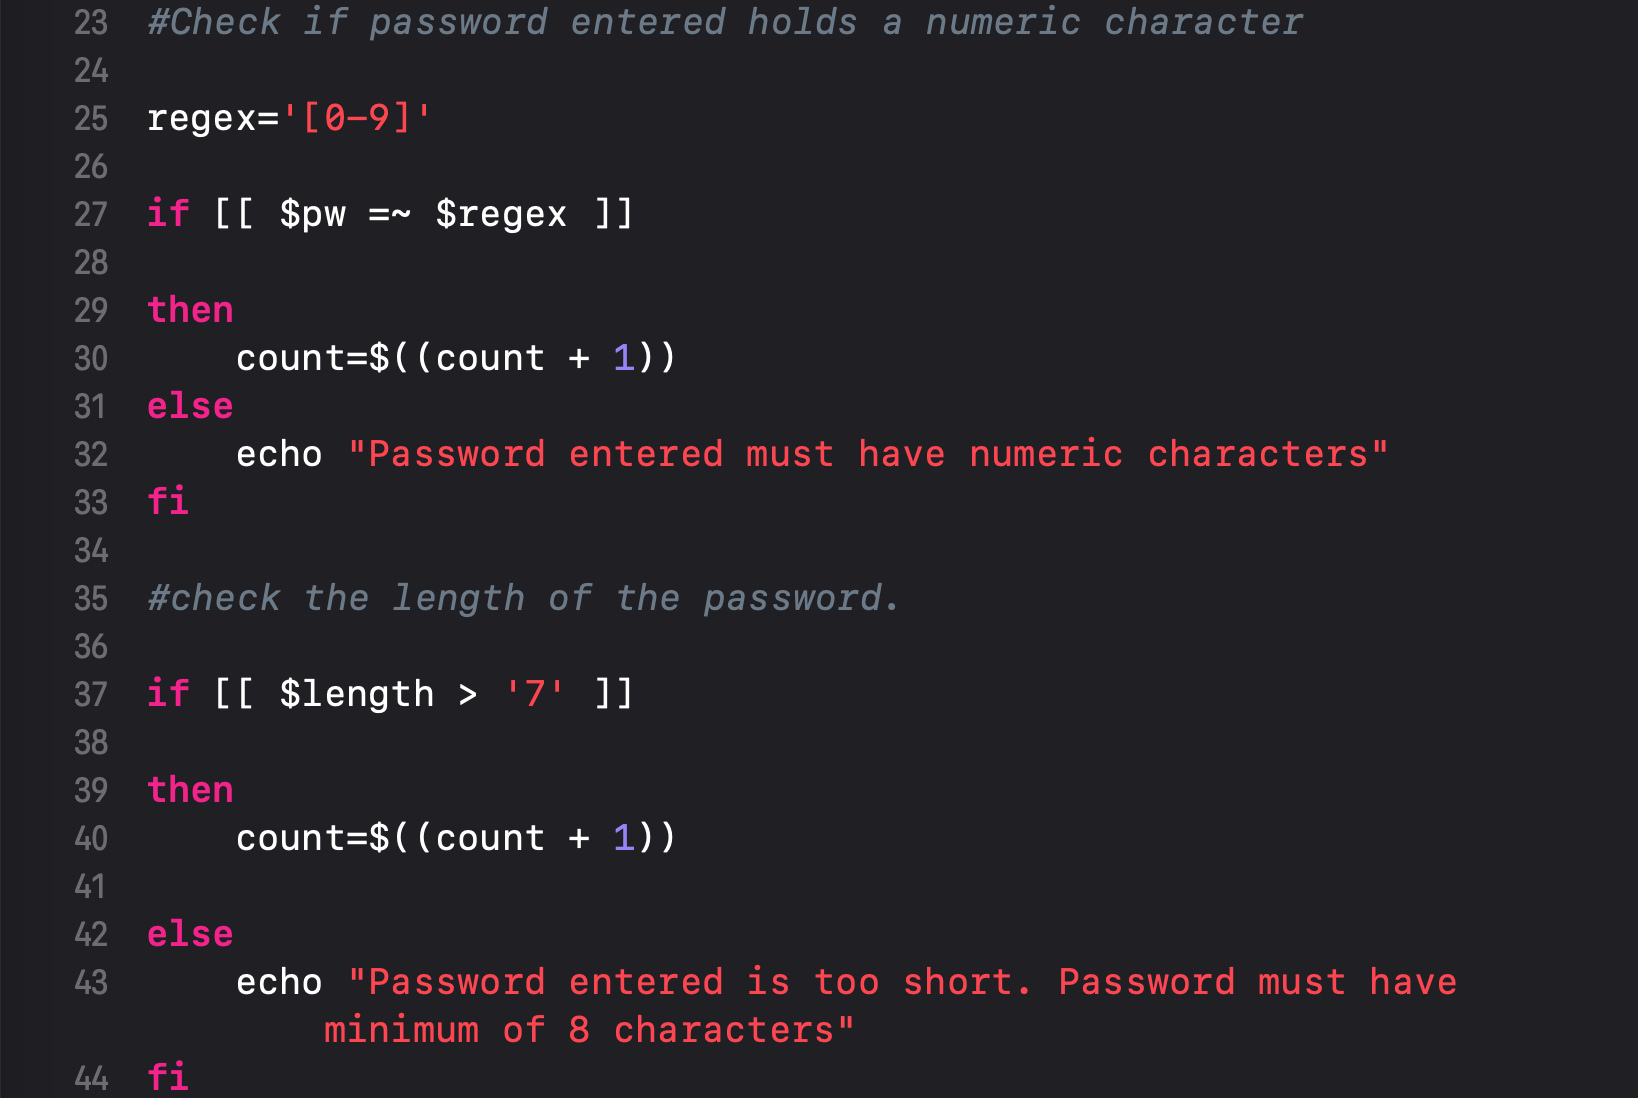 23 #Check if password entered holds a numeric character
24
25 regex='[0-9]'
26
27 if [[ $pw =~ $regex ]]
28
29 then
30     count=$((count + 1))
31 else
32     echo "Password entered must have numeric characters"
33 fi
34
35 #check the length of the password.
36
37 if [[ $length > '7' ]]
38
39 then
40     count=$((count + 1))
41
42 else
43     echo "Password entered is too short. Password must have
        minimum of 8 characters"
44 fi